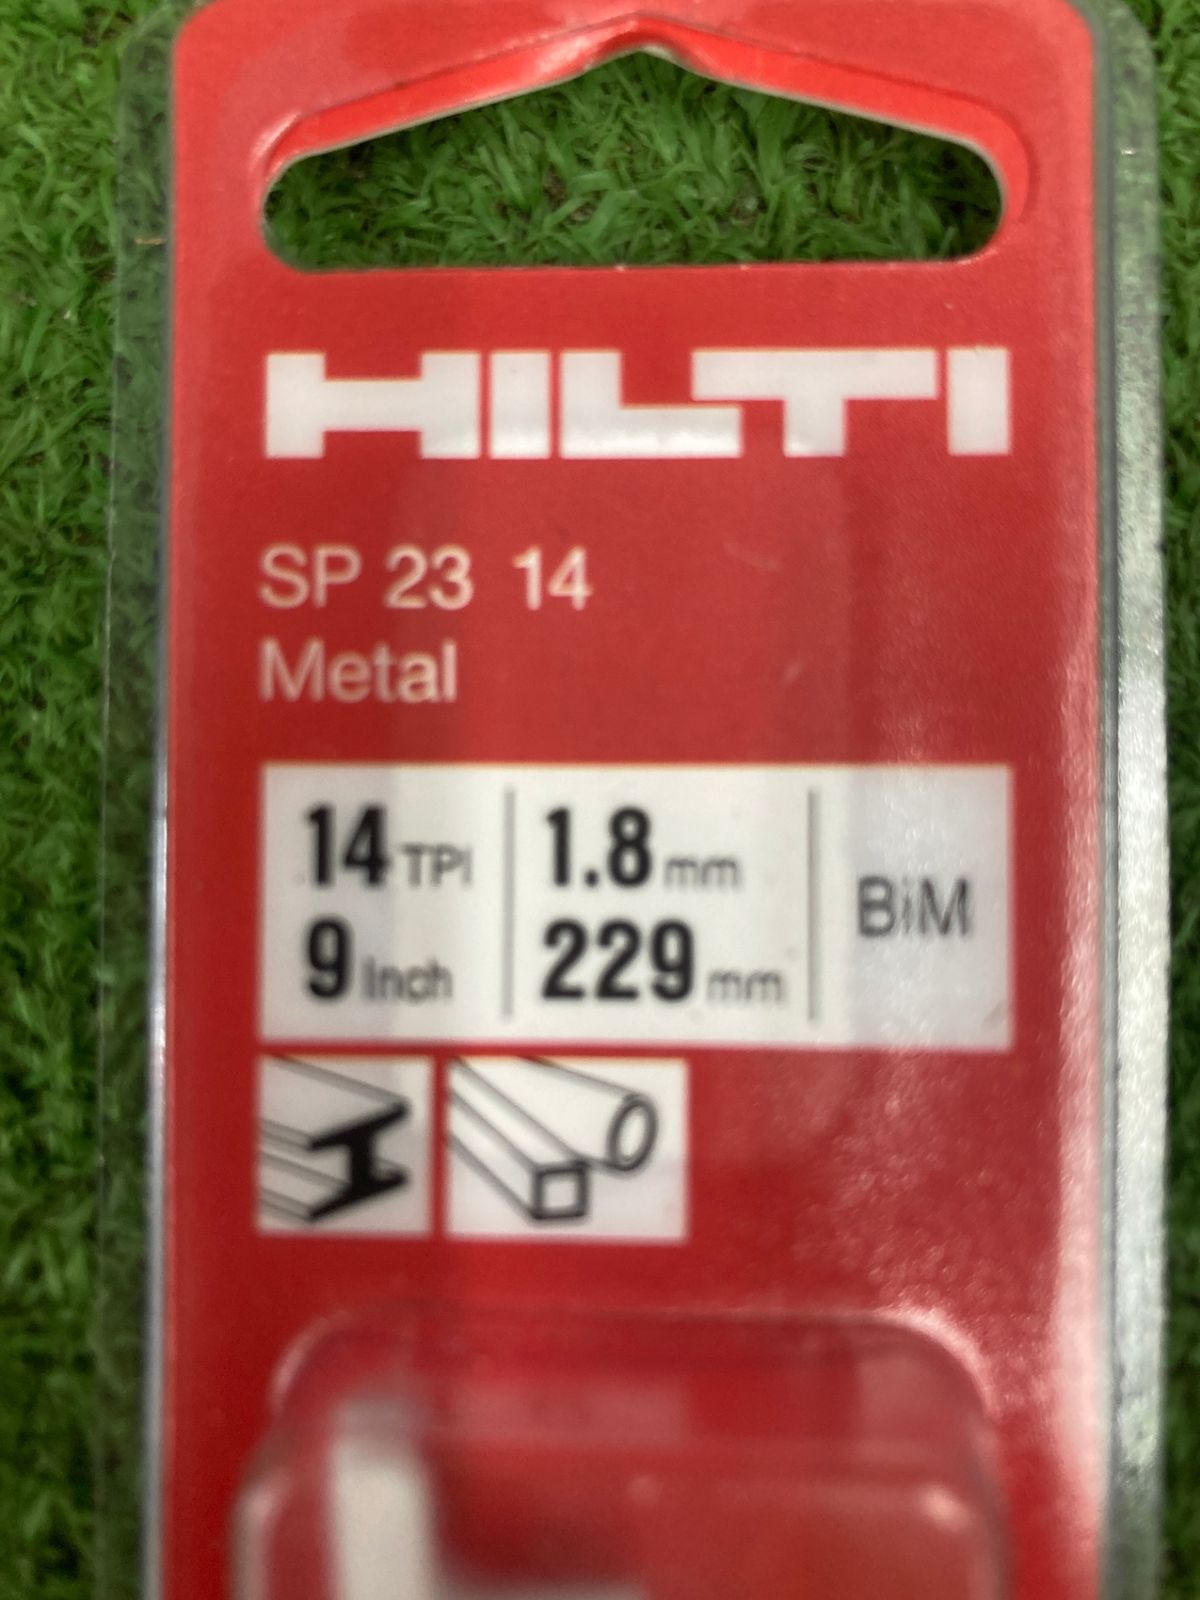 HILTI
SP 23 14
Metal
14 TPI
9 Inch
1.8 mm
229 mm
BiM